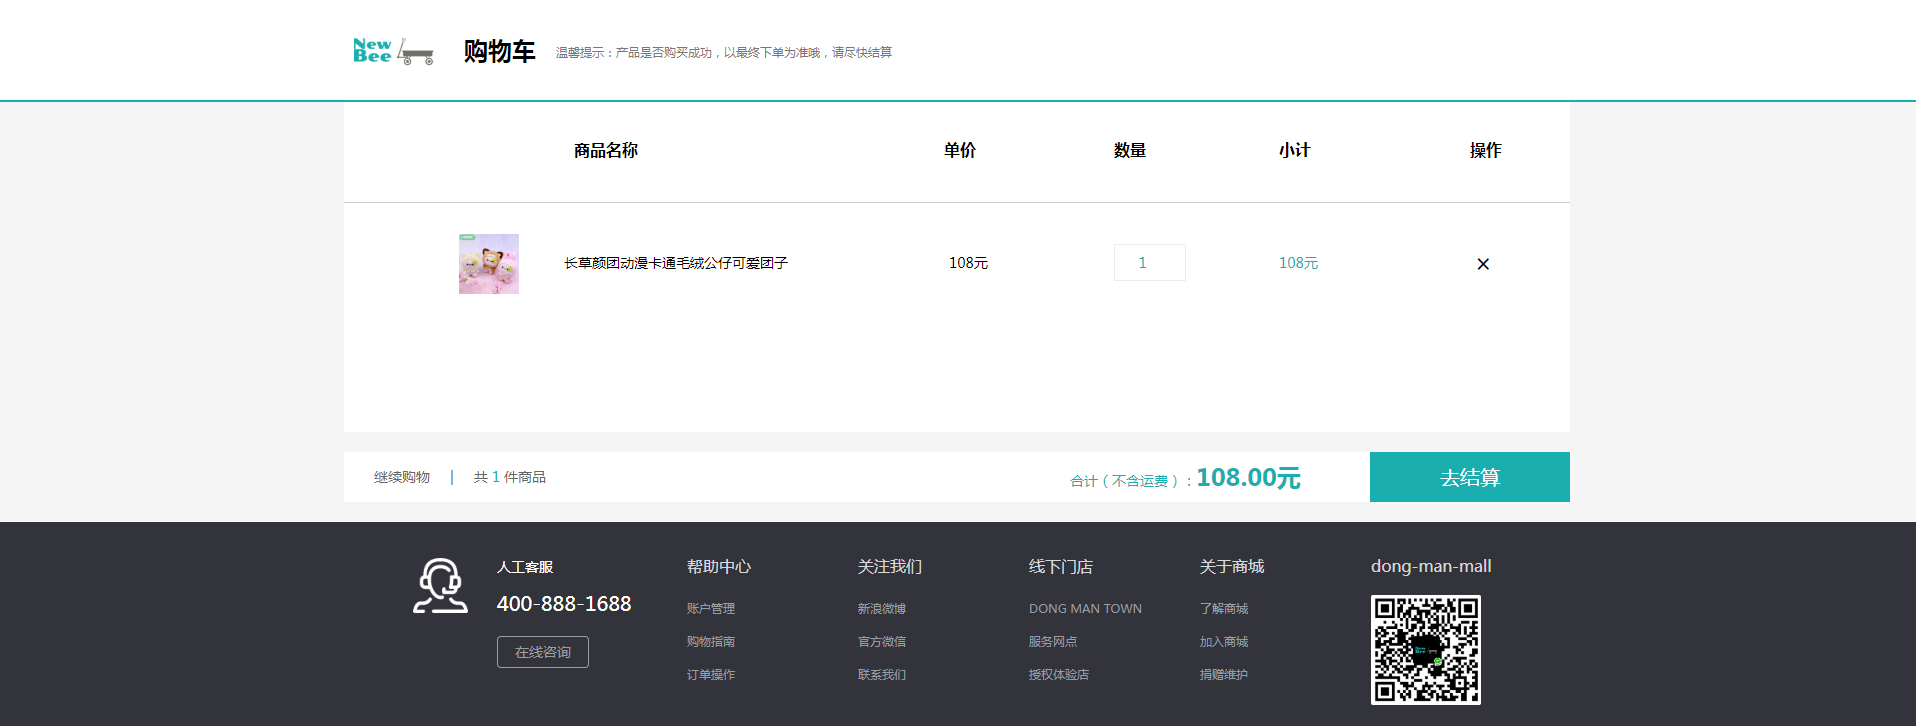 New
Bee
购物车 温馨提示：产品是否购买成功，以最终下单为准哦，请尽快结算
商品名称 单价 数量 小计 操作
长草颜团动漫卡通毛绒公仔可爱团子 108元 1 108元 ×
继续购物 | 共 1 件商品 合计（不含运费）：108.00元 去结算
人工客服 帮助中心 关注我们 线下门店 关于商城 dong-man-mall
400-888-1688 账户管理 新浪微博 DONG MAN TOWN 了解商城
在线咨询 购物指南 官方微信 服务网点 加入商城
订单操作 联系我们 授权体验店 捐赠维护